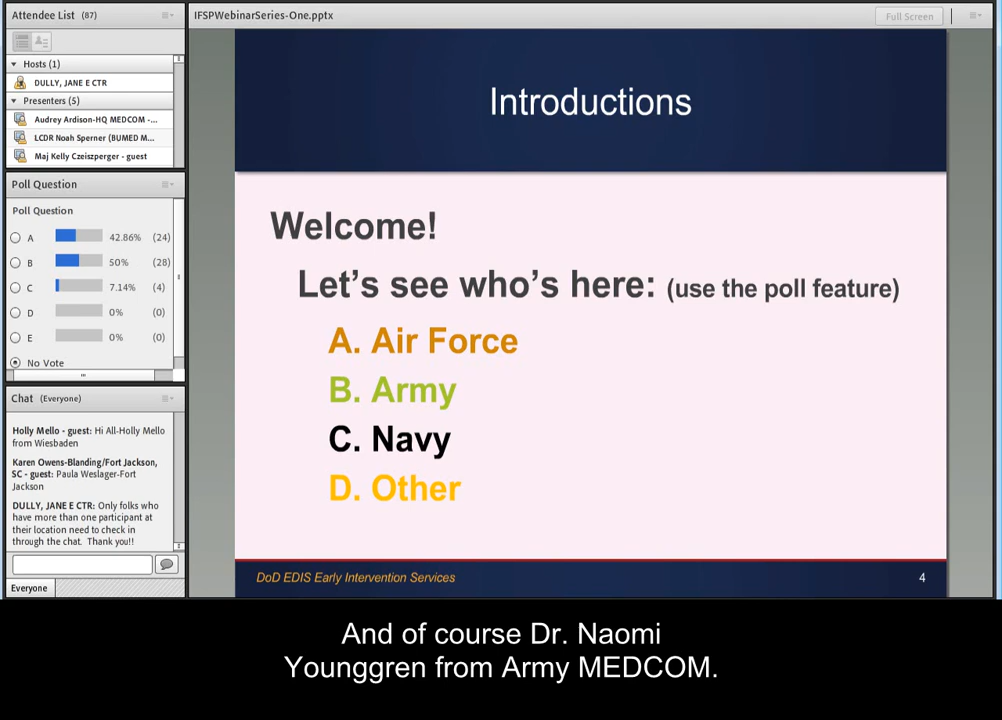 Attendee List (87)
Hosts (1)
DULLY, JANE E CTR
Presenters (5)
Audrey Ardison-HQ MEDCOM -...
LCDR Noah Sperner (BUMED M...
Maj Kelly Czeiszperger - guest
Poll Question
Poll Question
A 42.86% (24)
B 50% (28)
C 7.14% (4)
D 0% (0)
E 0% (0)
No Vote
Chat (Everyone)
Holly Mello - guest: Hi All-Holly Mello
from Wiesbaden
Karen Owens-Blanding/Fort Jackson,
SC - guest: Paula Weslager-Fort
Jackson
DULLY, JANE E CTR: Only folks who
have more than one participant at
their location need to check in
through the chat. Thank you!!
Everyone
IFSPWebinarSeries-One.pptx
Full Screen
Introductions
Welcome!
Let's see who's here: (use the poll feature)
A. Air Force
B. Army
C. Navy
D. Other
DoD EDIS Early Intervention Services
4
And of course Dr. Naomi
Younggren from Army MEDCOM.